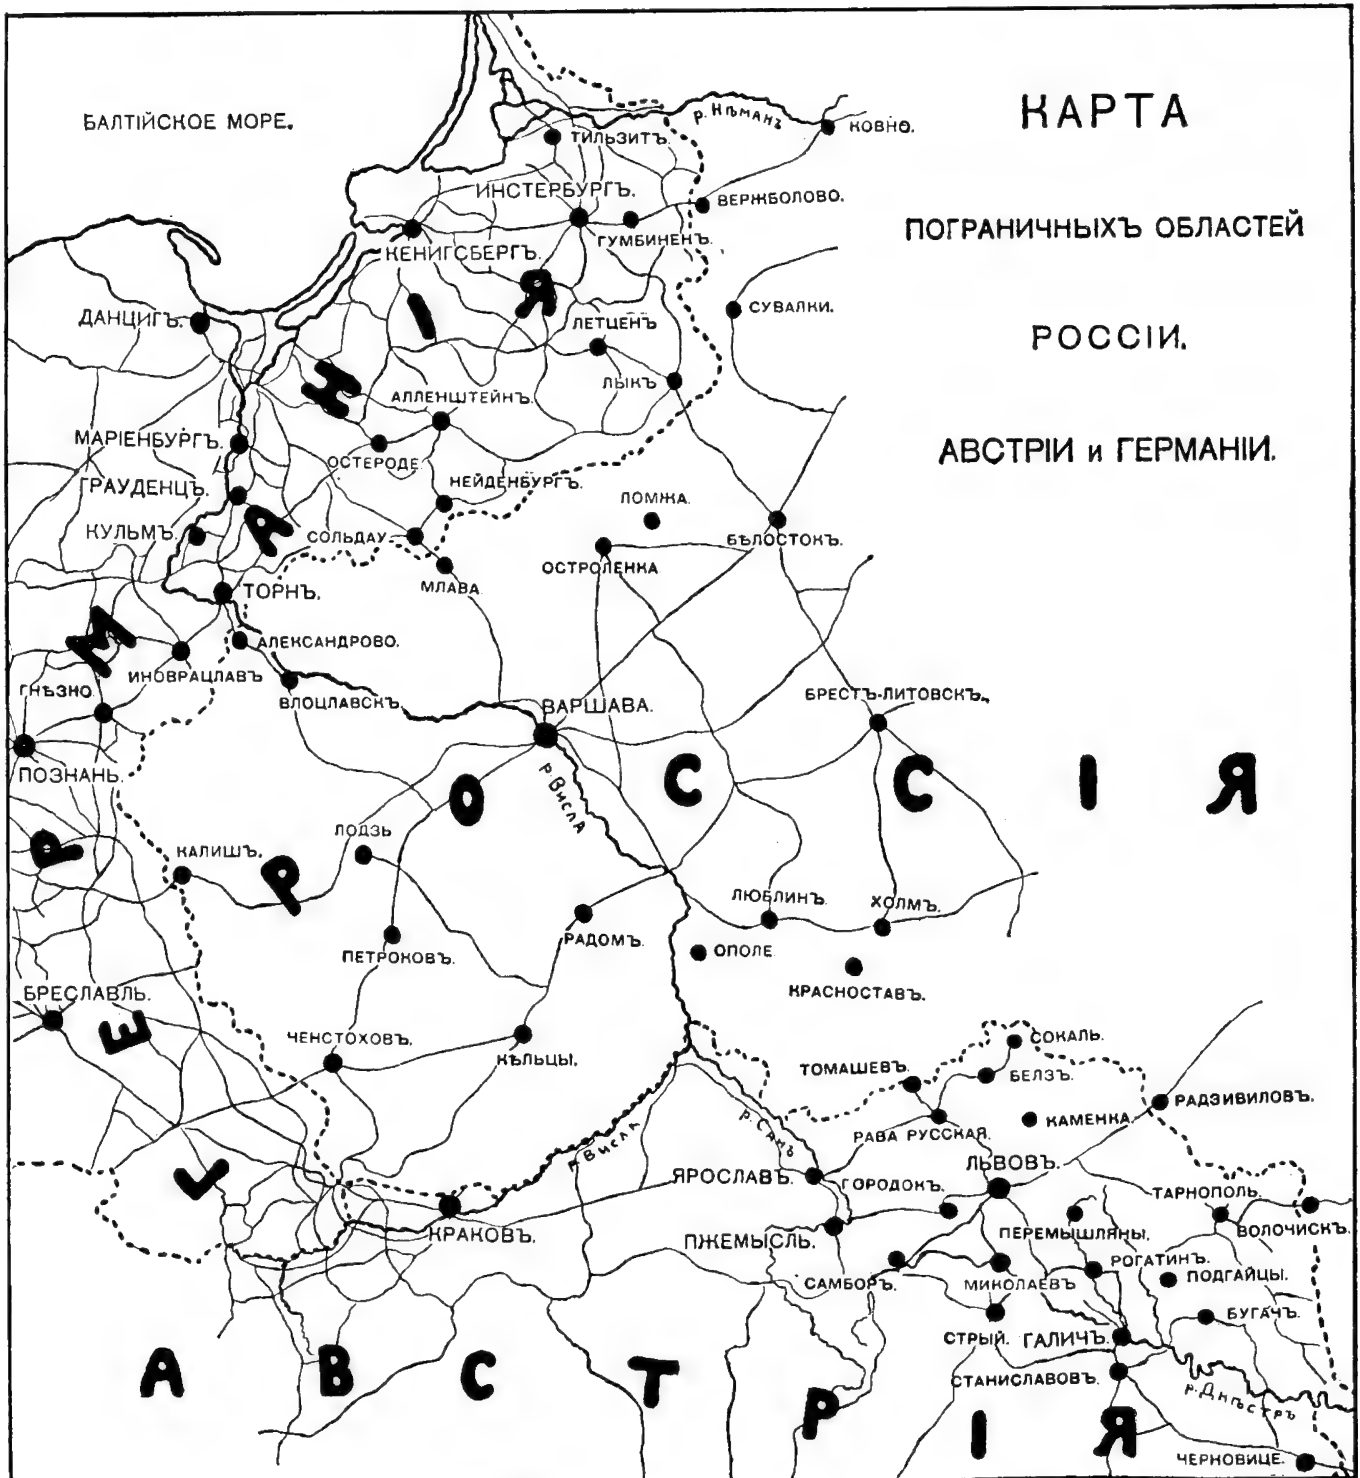 КАРТА
ПОГРАНИЧНЫХЪ ОБЛАСТЕЙ
РОССІИ.
АВСТРІИ и ГЕРМАНІИ.
БАЛТІЙСКОЕ МОРЕ.
р. Нѣманъ
КОВНО.
ТИЛЬЗИТЪ.
ИНСТЕРБУРГЪ.
ВЕРЖБОЛОВО.
ГУМБИНЕНЪ.
КЕНИГСБЕРГЪ.
СУВАЛКИ.
ДАНЦИГЪ.
ЛЕТЦЕНЪ
ЛЫКЪ
АЛЛЕНШТЕЙНЪ.
МАРІЕНБУРГЪ.
ОСТЕРОДЕ
ГРАУДЕНЦЪ.
НЕЙДЕНБУРГЪ.
ЛОМЖА.
КУЛЬМЪ.
СОЛЬДАУ.
БѢЛОСТОКЪ.
ОСТРОЛЕНКА
МЛАВА
ТОРНЪ.
АЛЕКСАНДРОВО.
ИНОВРАЦЛАВЪ
ГНѢЗНО
ВЛОЦЛАВСКЪ.
ВАРШАВА.
БРЕСТЪ-ЛИТОВСКЪ.
ПОЗНАНЬ.
р. ВИСЛА
ЛОДЗЬ
КАЛИШЪ.
ЛЮБЛИНЪ.
ХОЛМЪ.
РАДОМЪ.
ОПОЛЕ
ПЕТРОКОВЪ.
КРАСНОСТАВЪ.
БРЕСЛАВЛЬ.
ЧЕНСТОХОВЪ.
КѢЛЬЦЫ.
СОКАЛЬ.
ТОМАШЕВЪ.
БЕЛЗЪ.
РАДЗИВИЛОВЪ.
КАМЕНКА.
РАВА РУССКАЯ.
р. Санъ
р. ВИСЛА
ЛЬВОВЪ.
ЯРОСЛАВЪ.
ГОРОДОКЪ.
ТАРНОПОЛЬ.
КРАКОВЪ.
ПЖЕМЫСЛЬ.
ПЕРЕМЫШЛЯНЫ.
ВОЛОЧИСКЪ.
РОГАТИНЪ.
САМБОРЪ.
МИКОЛАЕВЪ
ПОДГАЙЦЫ.
БУГАЧЪ.
СТРЫЙ.
ГАЛИЧЪ.
СТАНИСЛАВОВЪ.
р. Днѣстръ
ЧЕРНОВИЦЕ.
ГЕРМАНІЯ
РОССІЯ
АВСТРІЯ